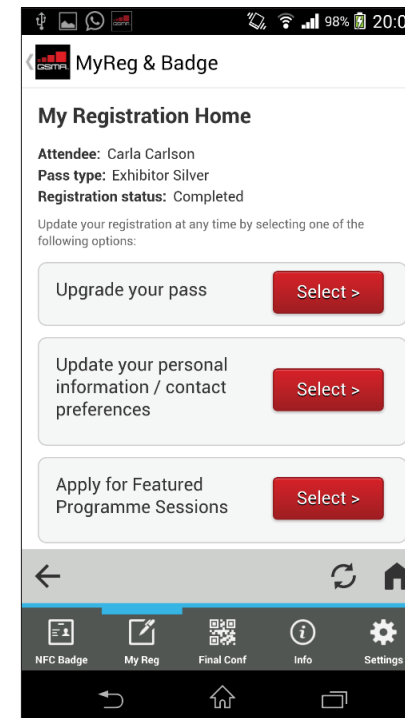 98% 20:0
GSMA MyReg & Badge
My Registration Home
Attendee: Carla Carlson
Pass type: Exhibitor Silver
Registration status: Completed
Update your registration at any time by selecting one of the
following options:
Upgrade your pass
Select >
Update your personal
information / contact
preferences
Select >
Apply for Featured
Programme Sessions
Select >
NFC Badge My Reg Final Conf Info Settings